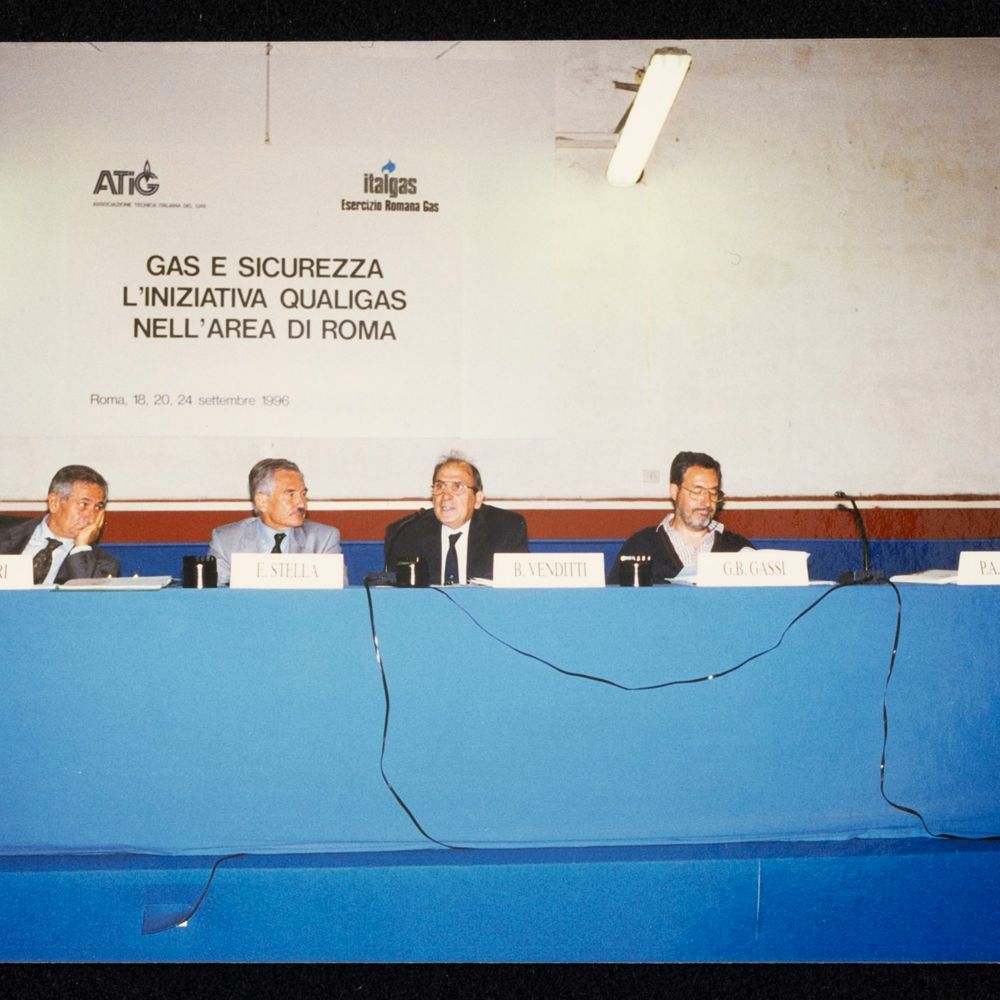 ATIG
ASSOCIAZIONE TECNICA ITALIANA DEL GAS
italgas
Esercizio Romana Gas
GAS E SICUREZZA
L'INIZIATIVA QUALIGAS
NELL'AREA DI ROMA
Roma, 18, 20, 24 settembre 1996
RI
E. STELLA
B. VENDITTI
G.B. GASSI
P.A.